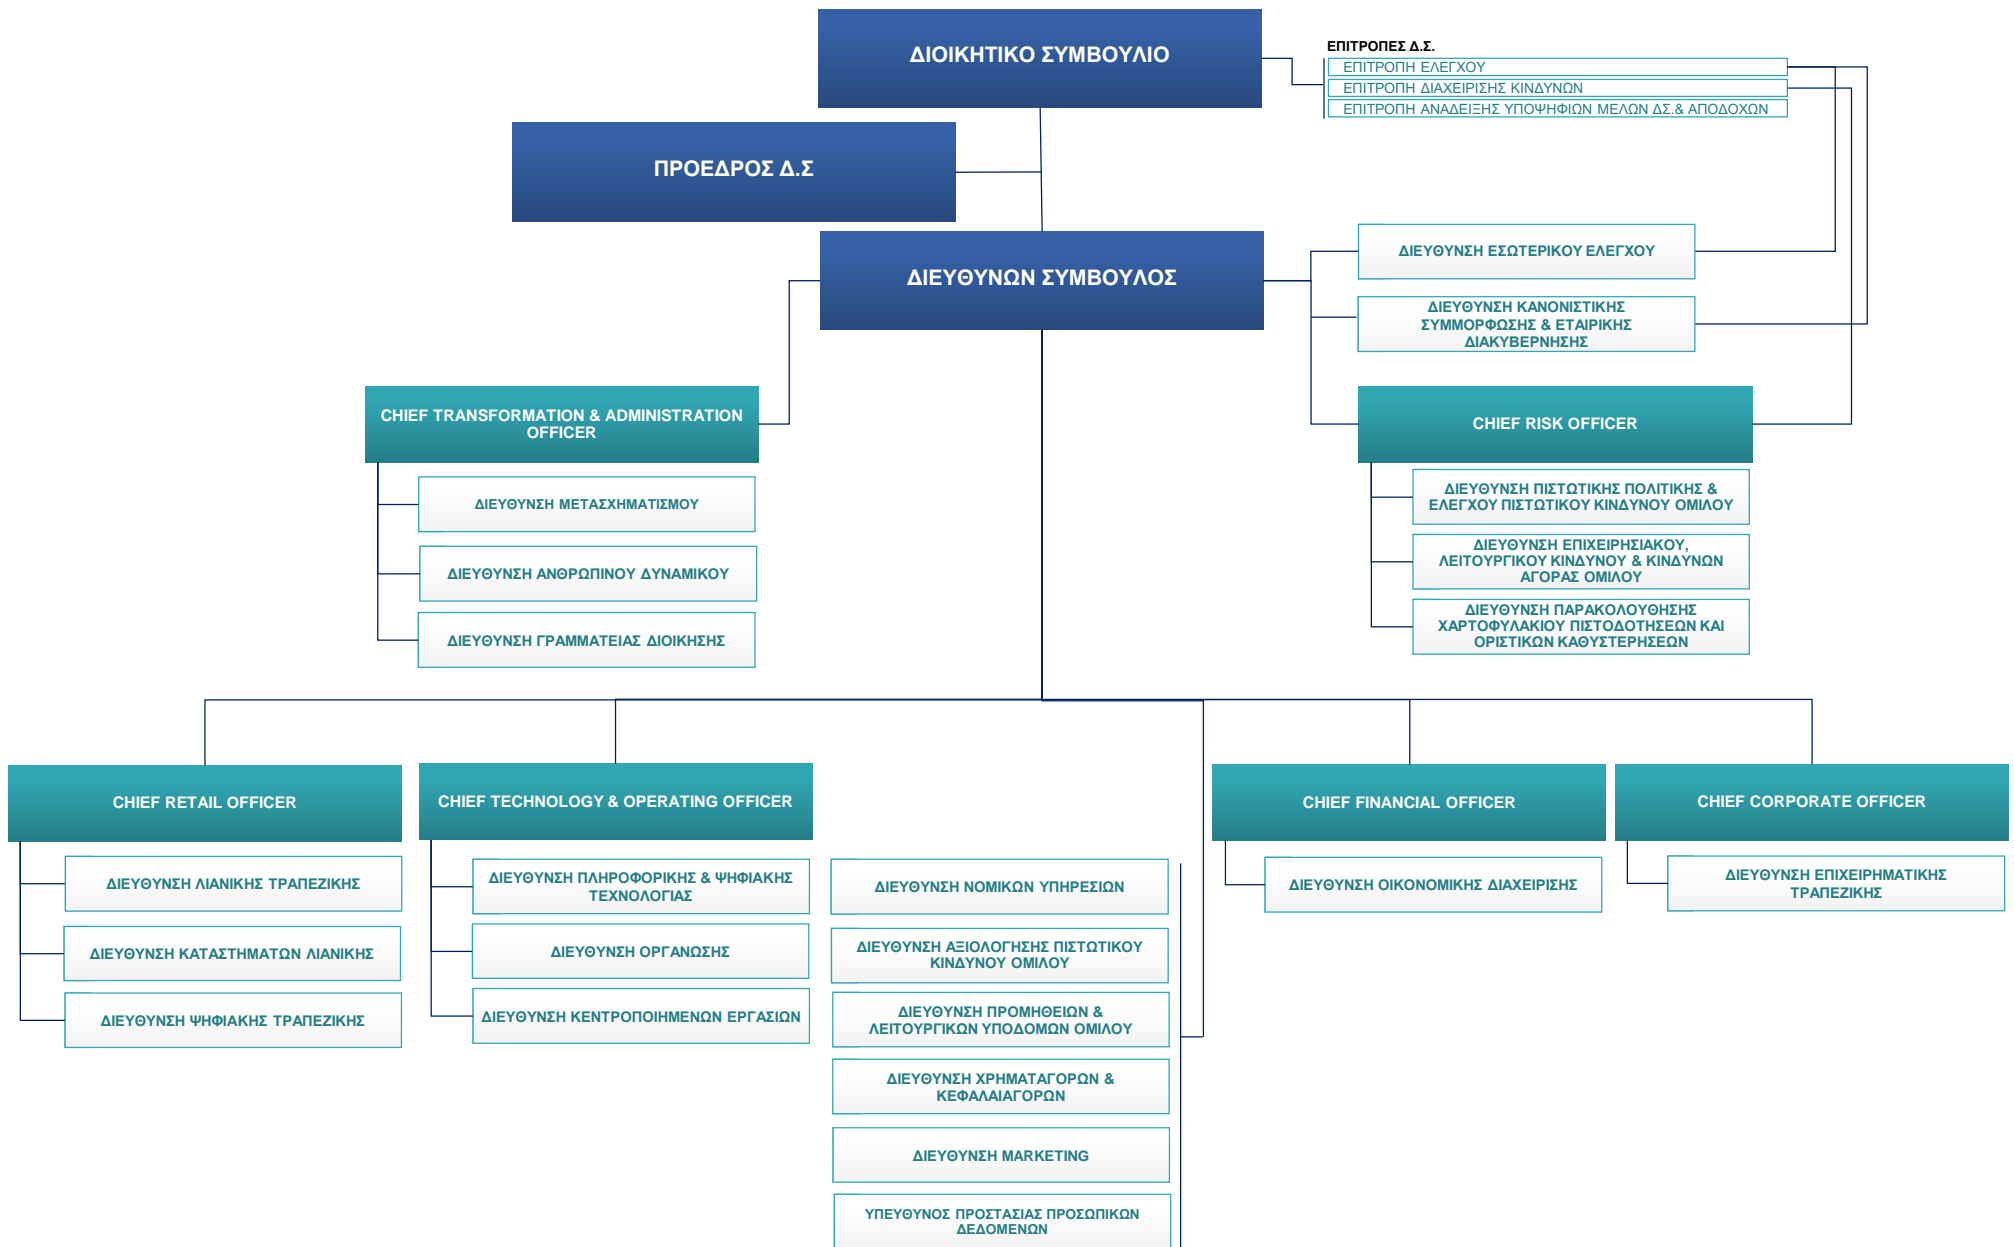 ΔΙΟΙΚΗΤΙΚΟ ΣΥΜΒΟΥΛΙΟ
ΕΠΙΤΡΟΠΕΣ Δ.Σ.
ΕΠΙΤΡΟΠΗ ΕΛΕΓΧΟΥ
ΕΠΙΤΡΟΠΗ ΔΙΑΧΕΙΡΙΣΗΣ ΚΙΝΔΥΝΩΝ
ΕΠΙΤΡΟΠΗ ΑΝΑΔΕΙΞΗΣ ΥΠΟΨΗΦΙΩΝ ΜΕΛΩΝ ΔΣ.& ΑΠΟΔΟΧΩΝ
ΠΡΟΕΔΡΟΣ Δ.Σ
ΔΙΕΥΘΥΝΩΝ ΣΥΜΒΟΥΛΟΣ
ΔΙΕΥΘΥΝΣΗ ΕΣΩΤΕΡΙΚΟΥ ΕΛΕΓΧΟΥ
ΔΙΕΥΘΥΝΣΗ ΚΑΝΟΝΙΣΤΙΚΗΣ
ΣΥΜΜΟΡΦΩΣΗΣ & ΕΤΑΙΡΙΚΗΣ
ΔΙΑΚΥΒΕΡΝΗΣΗΣ
CHIEF TRANSFORMATION & ADMINISTRATION
OFFICER
ΔΙΕΥΘΥΝΣΗ ΜΕΤΑΣΧΗΜΑΤΙΣΜΟΥ
ΔΙΕΥΘΥΝΣΗ ΑΝΘΡΩΠΙΝΟΥ ΔΥΝΑΜΙΚΟΥ
ΔΙΕΥΘΥΝΣΗ ΓΡΑΜΜΑΤΕΙΑΣ ΔΙΟΙΚΗΣΗΣ
CHIEF RISK OFFICER
ΔΙΕΥΘΥΝΣΗ ΠΙΣΤΩΤΙΚΗΣ ΠΟΛΙΤΙΚΗΣ &
ΕΛΕΓΧΟΥ ΠΙΣΤΩΤΙΚΟΥ ΚΙΝΔΥΝΟΥ ΟΜΙΛΟΥ
ΔΙΕΥΘΥΝΣΗ ΕΠΙΧΕΙΡΗΣΙΑΚΟΥ,
ΛΕΙΤΟΥΡΓΙΚΟΥ ΚΙΝΔΥΝΟΥ & ΚΙΝΔΥΝΩΝ
ΑΓΟΡΑΣ ΟΜΙΛΟΥ
ΔΙΕΥΘΥΝΣΗ ΠΑΡΑΚΟΛΟΥΘΗΣΗΣ
ΧΑΡΤΟΦΥΛΑΚΙΟΥ ΠΙΣΤΟΔΟΤΗΣΕΩΝ ΚΑΙ
ΟΡΙΣΤΙΚΩΝ ΚΑΘΥΣΤΕΡΗΣΕΩΝ
CHIEF RETAIL OFFICER
ΔΙΕΥΘΥΝΣΗ ΛΙΑΝΙΚΗΣ ΤΡΑΠΕΖΙΚΗΣ
ΔΙΕΥΘΥΝΣΗ ΚΑΤΑΣΤΗΜΑΤΩΝ ΛΙΑΝΙΚΗΣ
ΔΙΕΥΘΥΝΣΗ ΨΗΦΙΑΚΗΣ ΤΡΑΠΕΖΙΚΗΣ
CHIEF TECHNOLOGY & OPERATING OFFICER
ΔΙΕΥΘΥΝΣΗ ΠΛΗΡΟΦΟΡΙΚΗΣ & ΨΗΦΙΑΚΗΣ
ΤΕΧΝΟΛΟΓΙΑΣ
ΔΙΕΥΘΥΝΣΗ ΟΡΓΑΝΩΣΗΣ
ΔΙΕΥΘΥΝΣΗ ΚΕΝΤΡΟΠΟΙΗΜΕΝΩΝ ΕΡΓΑΣΙΩΝ
ΔΙΕΥΘΥΝΣΗ ΝΟΜΙΚΩΝ ΥΠΗΡΕΣΙΩΝ
ΔΙΕΥΘΥΝΣΗ ΑΞΙΟΛΟΓΗΣΗΣ ΠΙΣΤΩΤΙΚΟΥ
ΚΙΝΔΥΝΟΥ ΟΜΙΛΟΥ
ΔΙΕΥΘΥΝΣΗ ΠΡΟΜΗΘΕΙΩΝ &
ΛΕΙΤΟΥΡΓΙΚΩΝ ΥΠΟΔΟΜΩΝ ΟΜΙΛΟΥ
ΔΙΕΥΘΥΝΣΗ ΧΡΗΜΑΤΑΓΟΡΩΝ &
ΚΕΦΑΛΑΙΑΓΟΡΩΝ
ΔΙΕΥΘΥΝΣΗ MARKETING
ΥΠΕΥΘΥΝΟΣ ΠΡΟΣΤΑΣΙΑΣ ΠΡΟΣΩΠΙΚΩΝ
ΔΕΔΟΜΕΝΩΝ
CHIEF FINANCIAL OFFICER
ΔΙΕΥΘΥΝΣΗ ΟΙΚΟΝΟΜΙΚΗΣ ΔΙΑΧΕΙΡΙΣΗΣ
CHIEF CORPORATE OFFICER
ΔΙΕΥΘΥΝΣΗ ΕΠΙΧΕΙΡΗΜΑΤΙΚΗΣ
ΤΡΑΠΕΖΙΚΗΣ